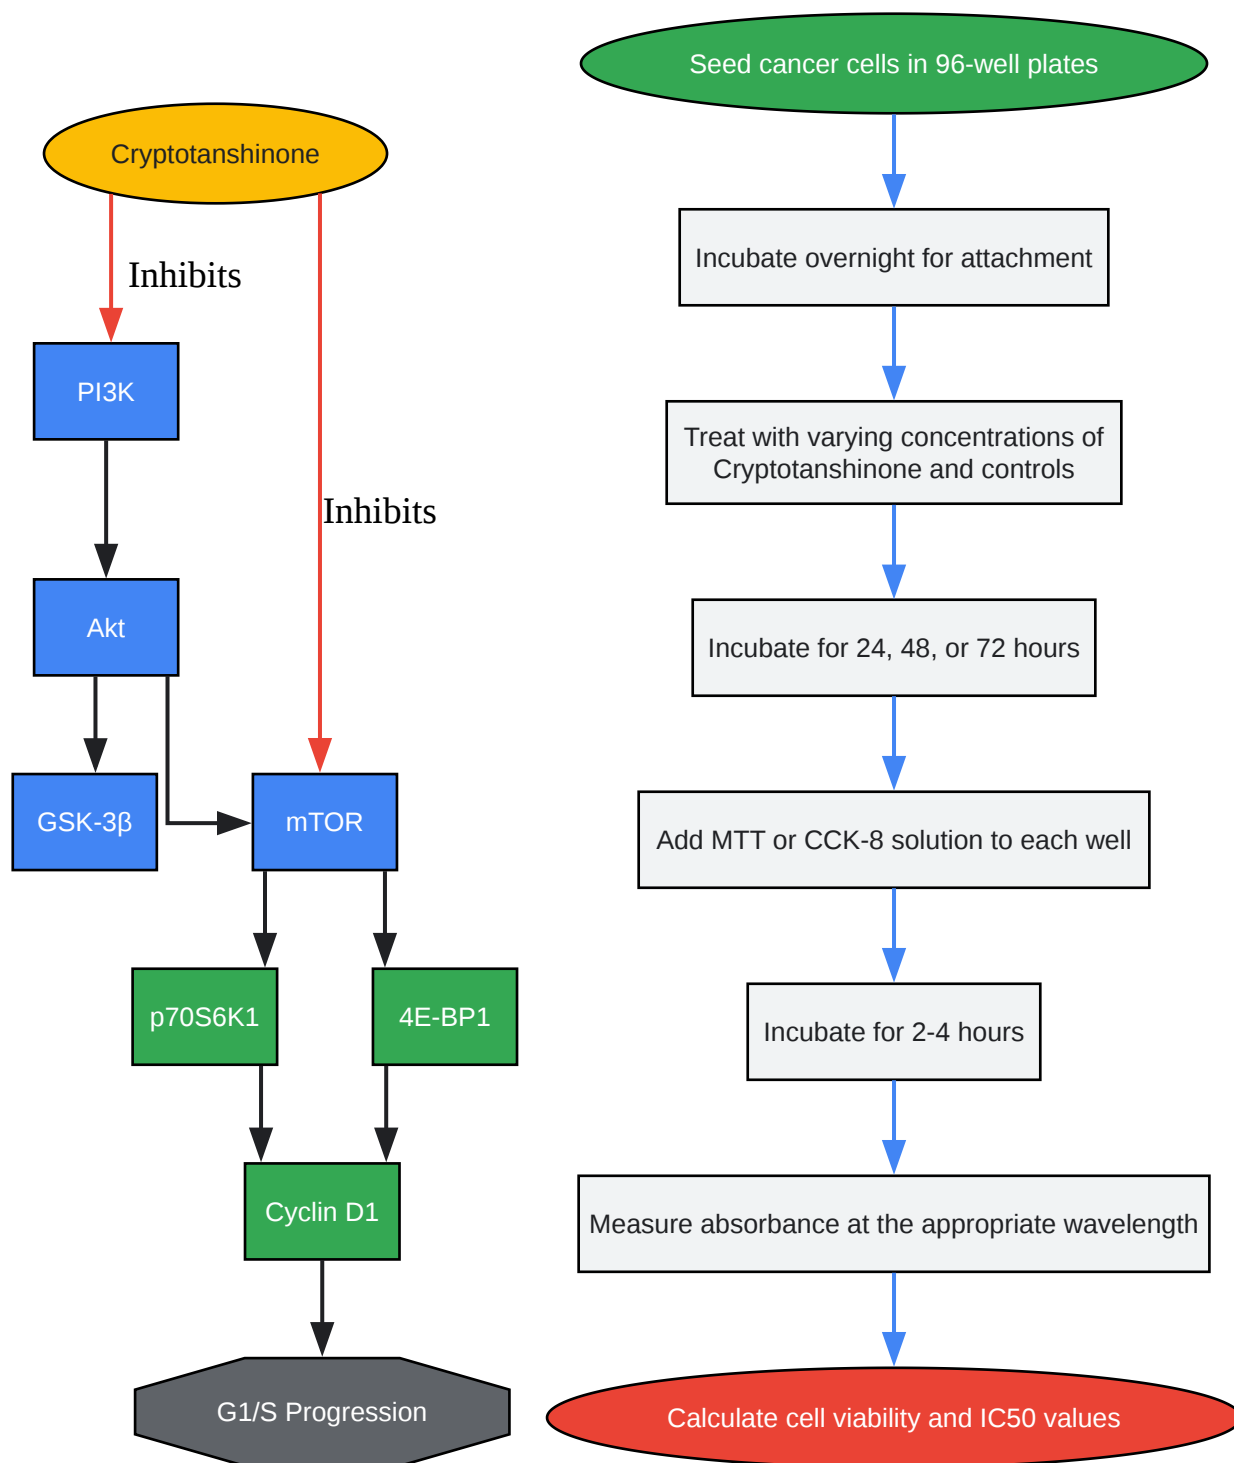 Cryptotanshinone
Inhibits
PI3K
Inhibits
Akt
GSK-3β
mTOR
p70S6K1
4E-BP1
Cyclin D1
G1/S Progression
Seed cancer cells in 96-well plates
Incubate overnight for attachment
Treat with varying concentrations of
Cryptotanshinone and controls
Incubate for 24, 48, or 72 hours
Add MTT or CCK-8 solution to each well
Incubate for 2-4 hours
Measure absorbance at the appropriate wavelength
Calculate cell viability and IC50 values